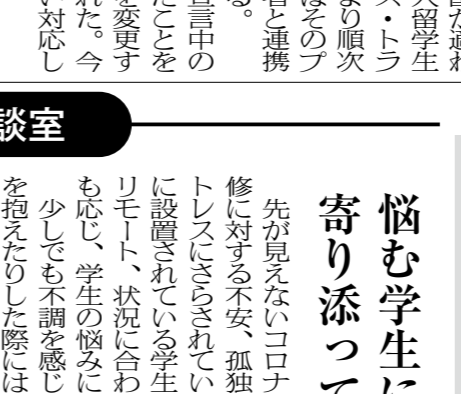 が遅れ
人留学生
ス・トラ
より順次
はそのプ
者と連携
る。
宣言中の
たことを
を変更す
れた。今
い対応し
談室
悩む学生に
寄り添って
先が見えないコロナ
修に対する不安、孤独
トレスにさらされてい
に設置されている学生
リモート、状況に合わ
も応じ、学生の悩みに
少しでも不調を感じ
を抱えたりした際には